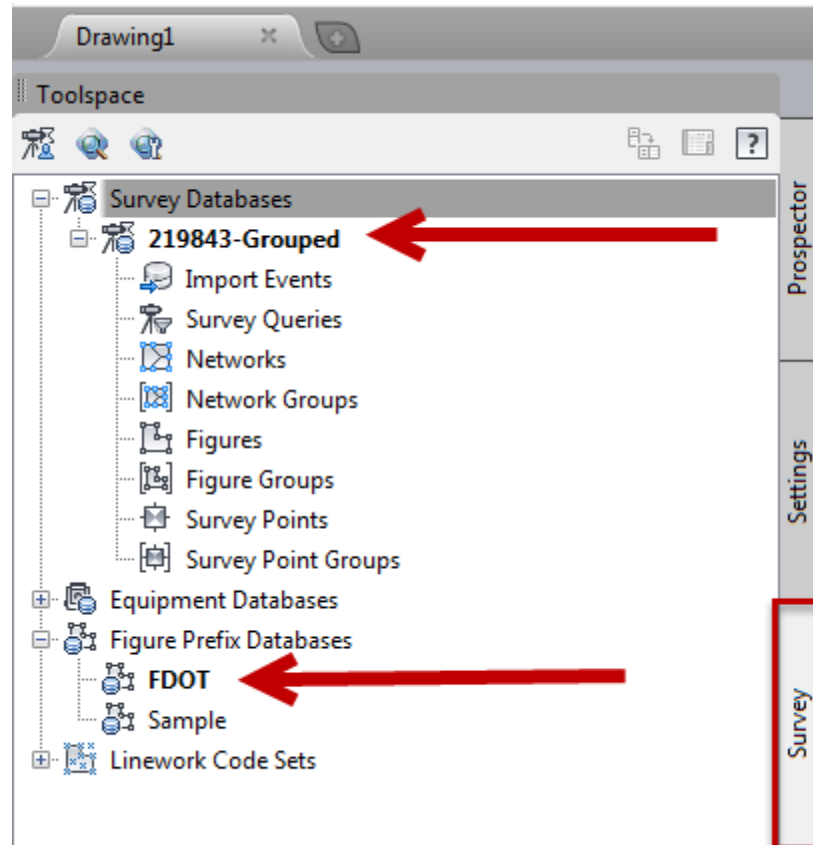 Drawing1
Toolspace
?
Survey Databases
219843-Grouped
Import Events
Survey Queries
Networks
Network Groups
Figures
Figure Groups
Survey Points
Survey Point Groups
Equipment Databases
Figure Prefix Databases
FDOT
Sample
Linework Code Sets
Prospector
Settings
Survey